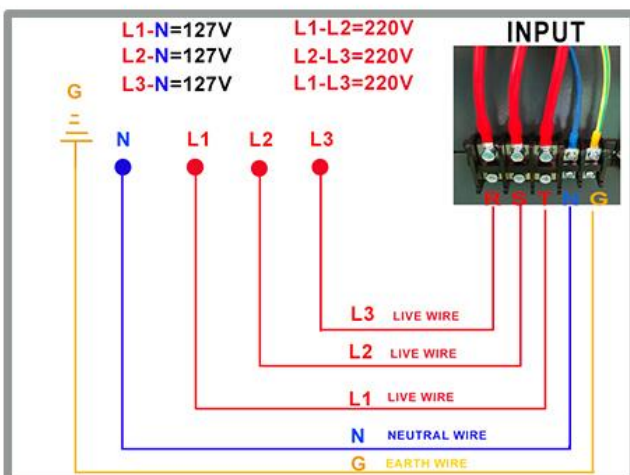 L1-N=127V L1-L2=220V INPUT
L2-N=127V L2-L3=220V
L3-N=127V L1-L3=220V
G
N L1 L2 L3
R S T N G
L3 LIVE WIRE
L2 LIVE WIRE
L1 LIVE WIRE
N NEUTRAL WIRE
G EARTH WIRE